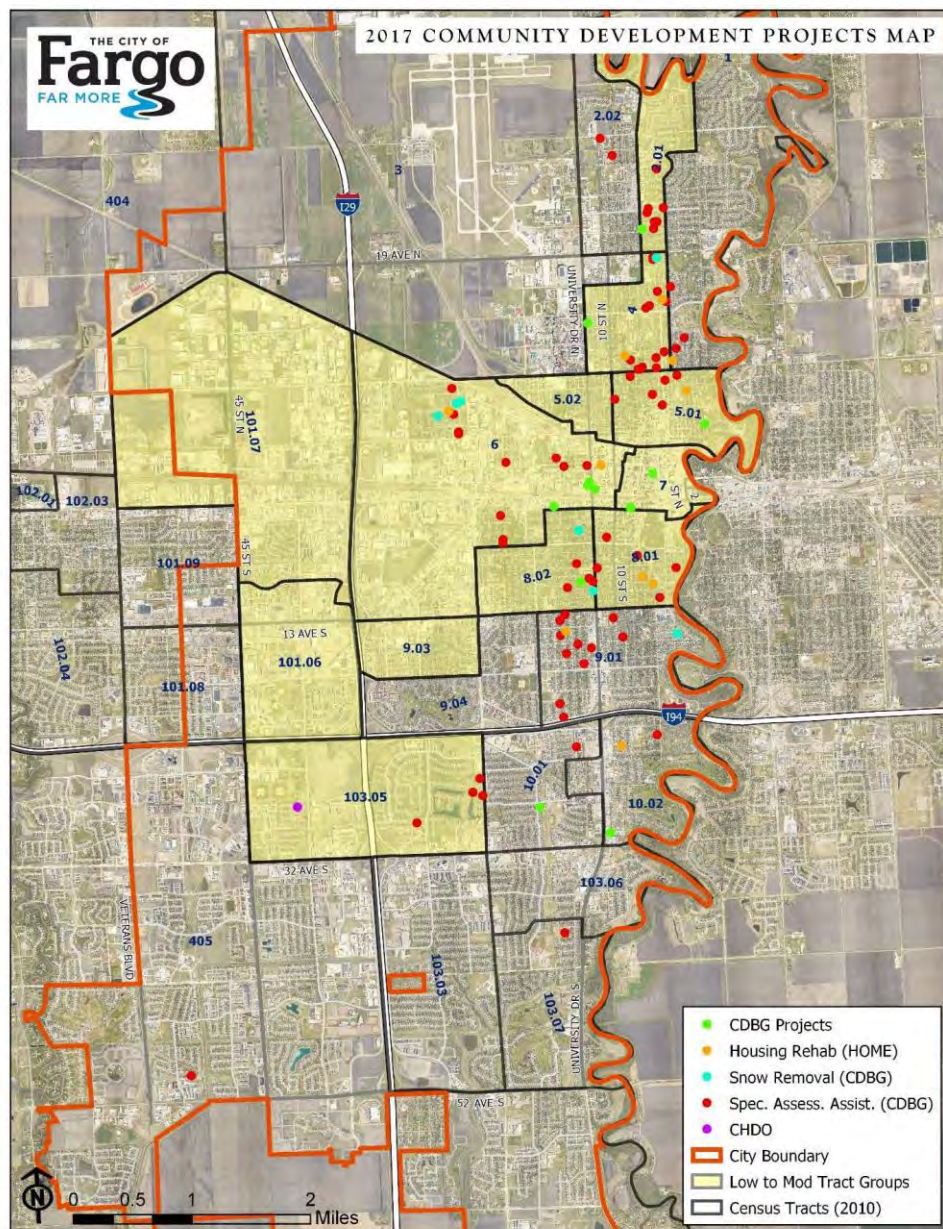 THE CITY OF
Fargo
FAR MORE
2017 COMMUNITY DEVELOPMENT PROJECTS MAP
1
2.02
3
404
I29
19 AVE N
UNIVERSITY DR N
10 ST N
4
5.02
5.01
45 ST N
101.07
6
7
ST N
102.01
102.03
101.09
45 ST S
8.02
8.01
10 ST S
13 AVE S
102.04
101.08
101.06
9.03
9.01
9.04
I94
103.05
10.01
10.02
32 AVE S
103.06
VETERANS BLVD
405
103.03
103.07
UNIVERSITY DR S
52 AVE S
CDBG Projects
Housing Rehab (HOME)
Snow Removal (CDBG)
Spec. Assess. Assist. (CDBG)
CHDO
City Boundary
Low to Mod Tract Groups
Census Tracts (2010)
N
0 0.5 1 2
Miles